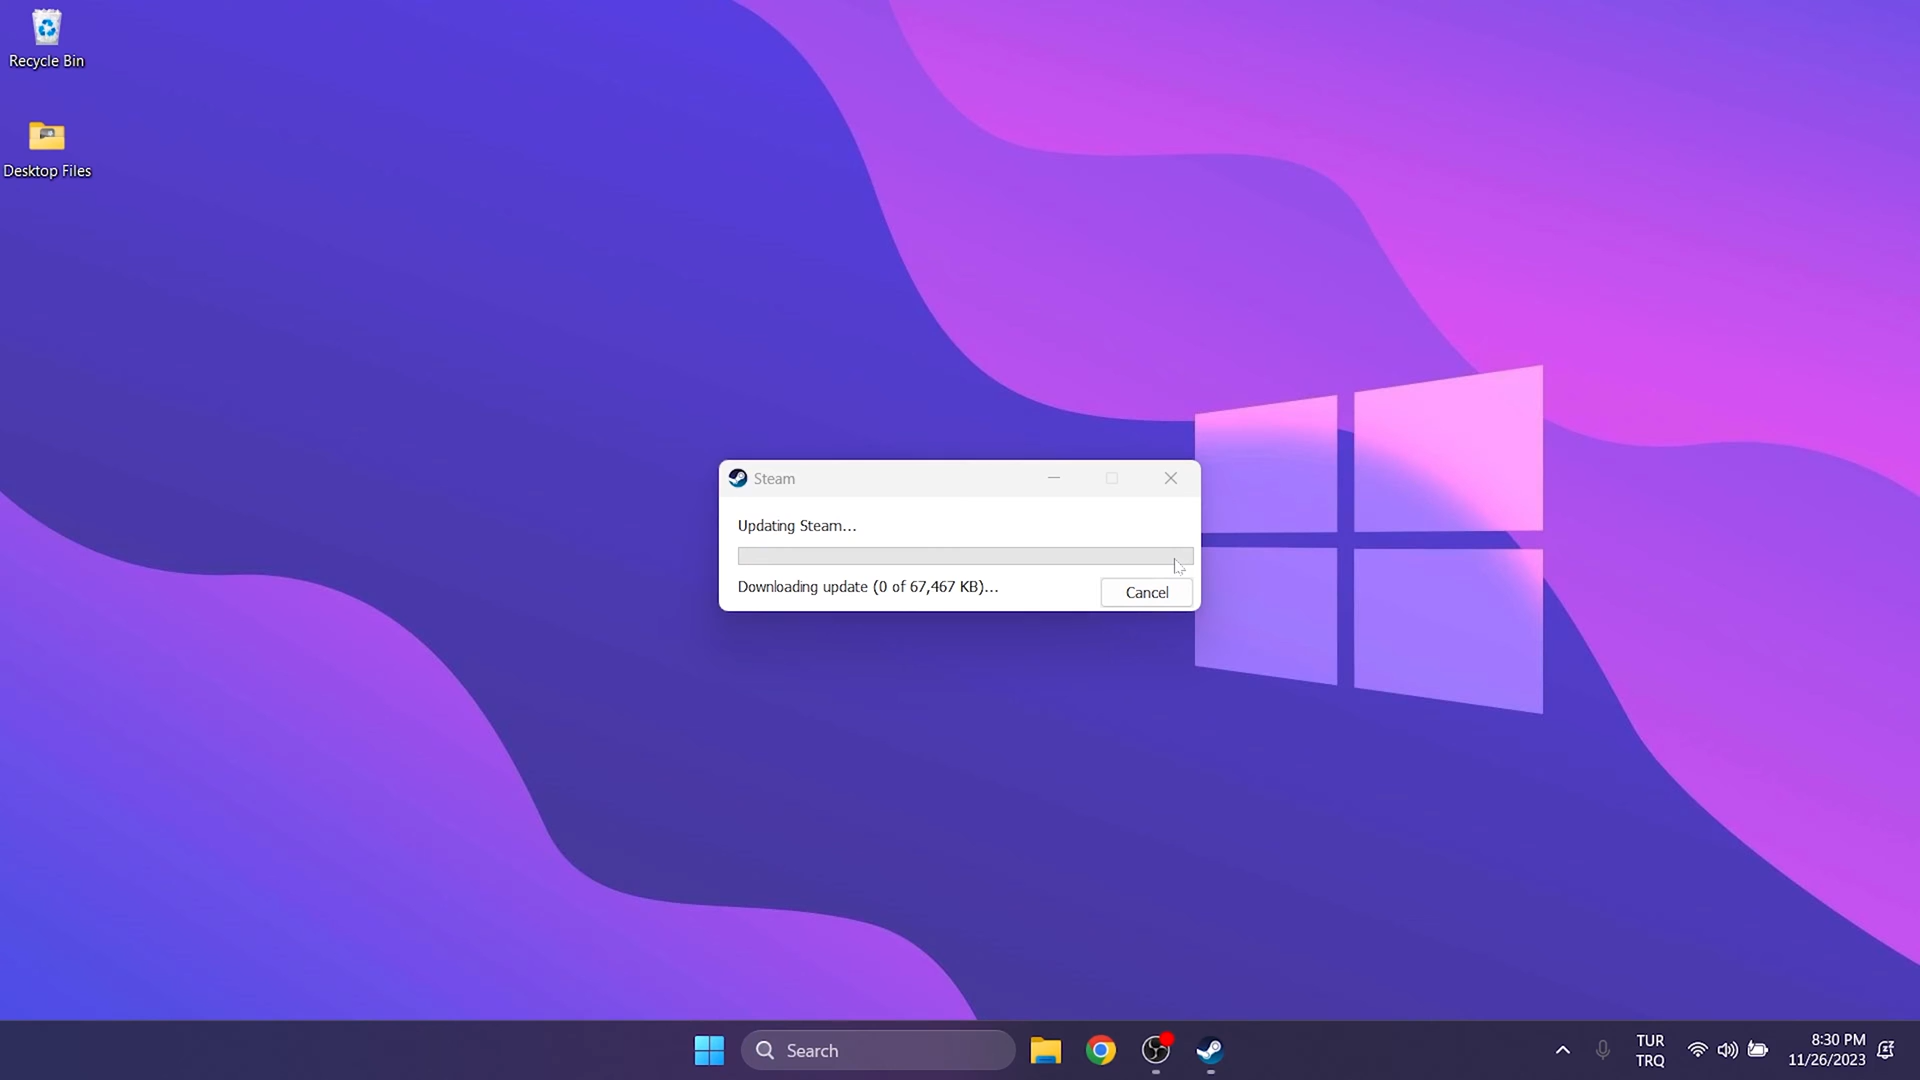 Recycle Bin
Desktop Files
Steam
Updating Steam...
Downloading update (0 of 67,467 KB)...
Cancel
Search
TUR
TRQ
8:30 PM
11/26/2023